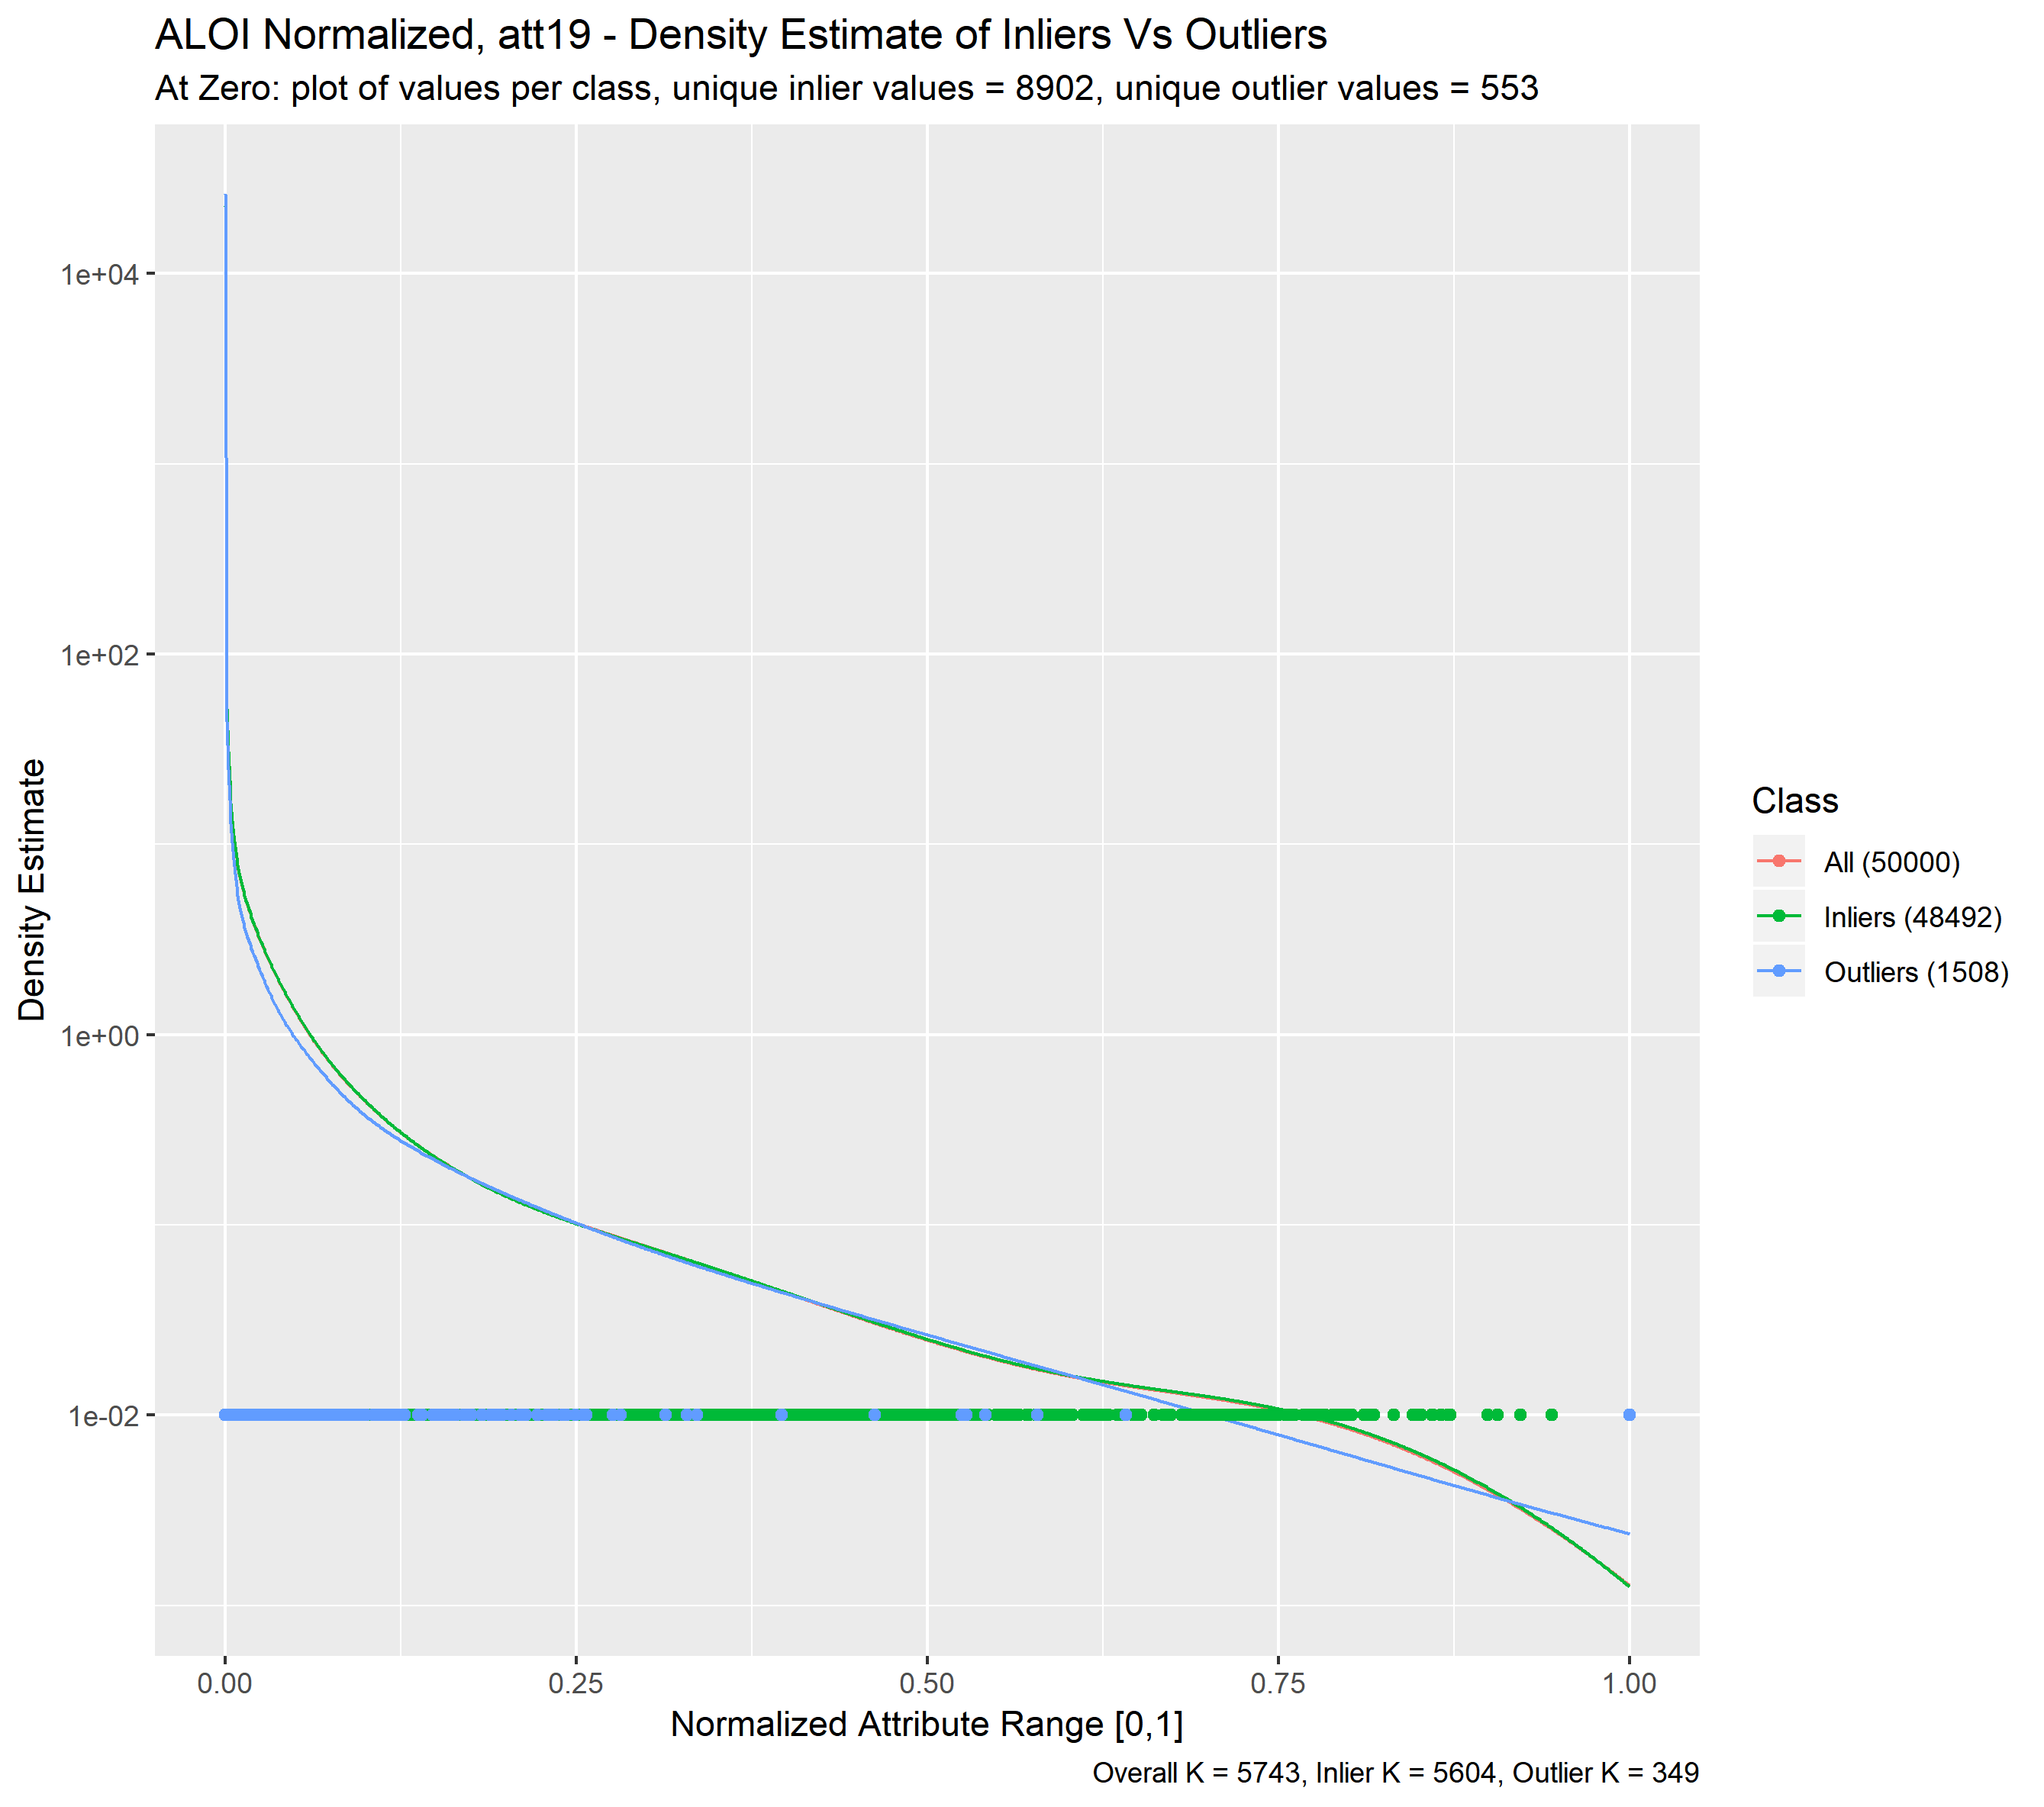 ALOI Normalized, att19 - Density Estimate of Inliers Vs Outliers
At Zero: plot of values per class, unique inlier values = 8902, unique outlier values = 553
1e+04
1e+02
1e+00
1e-02
Density Estimate
0.00 0.25 0.50 0.75 1.00
Normalized Attribute Range [0,1]
Overall K = 5743, Inlier K = 5604, Outlier K = 349
Class
All (50000)
Inliers (48492)
Outliers (1508)